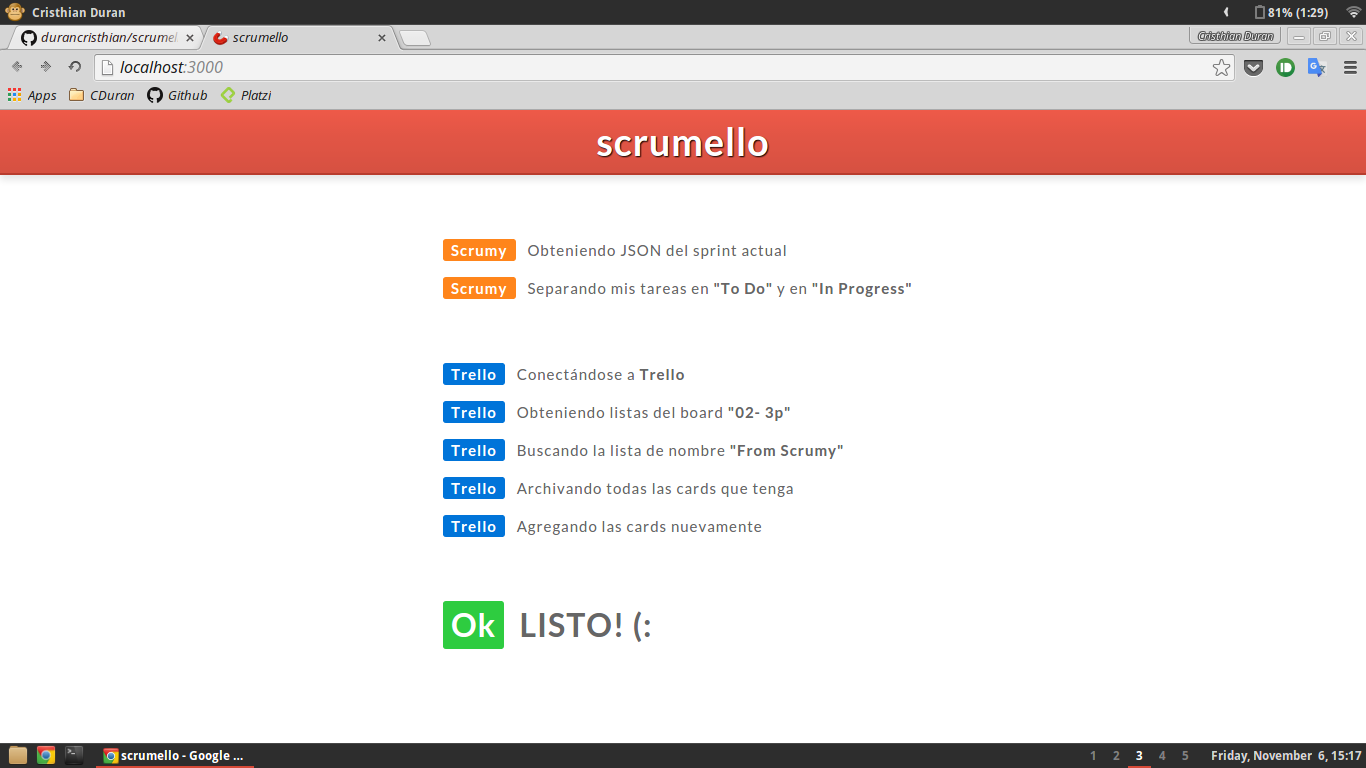 Cristhian Duran
81% (1:29)
durancristhian/scrumel
scrumello
Cristhian Duran
localhost:3000
Apps
CDuran
Github
Platzi
scrumello
Scrumy Obteniendo JSON del sprint actual
Scrumy Separando mis tareas en "To Do" y en "In Progress"
Trello Conectándose a Trello
Trello Obteniendo listas del board "02- 3p"
Trello Buscando la lista de nombre "From Scrumy"
Trello Archivando todas las cards que tenga
Trello Agregando las cards nuevamente
Ok LISTO! (:
scrumello - Google ...
1 2 3 4 5
Friday, November 6, 15:17